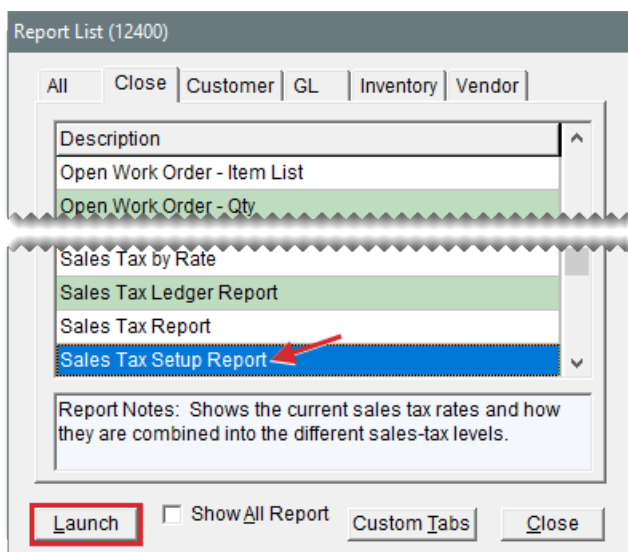 Report List (12400)
All Close Customer GL Inventory Vendor
Description
Open Work Order - Item List
Open Work Order - Qty
Sales Tax by Rate
Sales Tax Ledger Report
Sales Tax Report
Sales Tax Setup Report
Report Notes: Shows the current sales tax rates and how
they are combined into the different sales-tax levels.
Launch Show All Report Custom Tabs Close